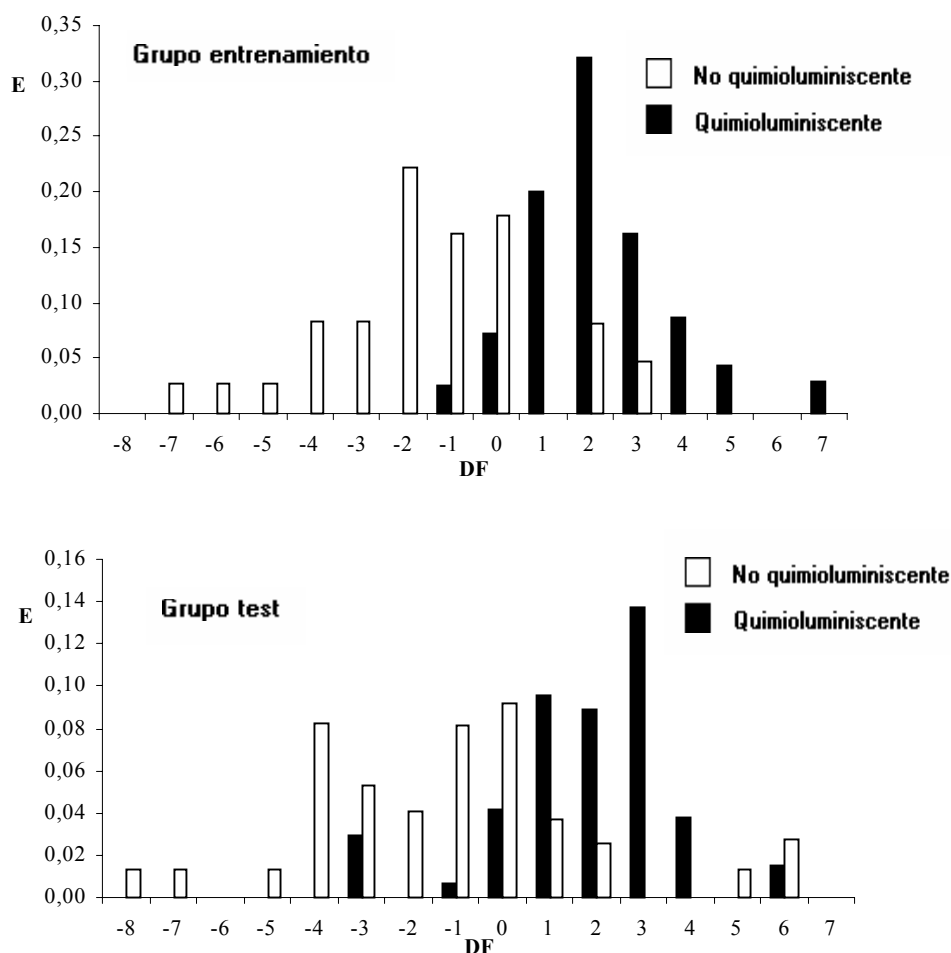 0,35
Grupo entrenamiento
0,30
E
No quimioluminiscente
0,25
Quimioluminiscente
0,20
0,15
0,10
0,05
0,00
-8 -7 -6 -5 -4 -3 -2 -1 0 1 2 3 4 5 6 7
DF
0,16
No quimioluminiscente
0,14
Grupo test
E
Quimioluminiscente
0,12
0,10
0,08
0,06
0,04
0,02
0,00
-8 -7 -6 -5 -4 -3 -2 -1 0 1 2 3 4 5 6 7
DF